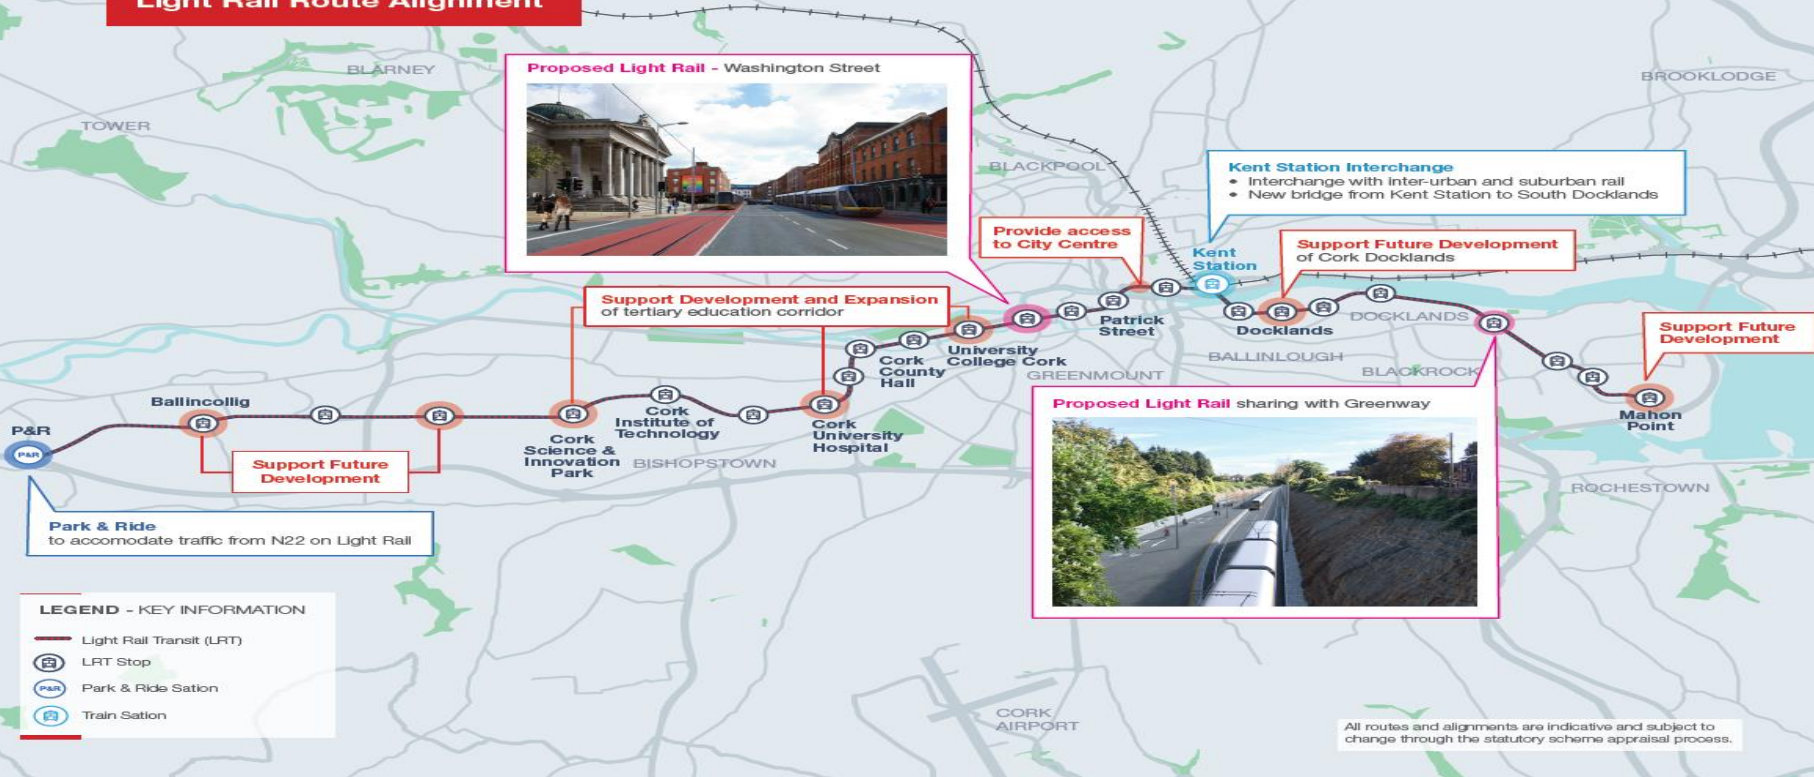 Light Rail Route Alignment
BLARNEY
TOWER
BROOKLODGE
Proposed Light Rail - Washington Street
BLACKPOOL
Kent Station Interchange
• Interchange with inter-urban and suburban rail
• New bridge from Kent Station to South Docklands
Provide access
to City Centre
Kent
Station
Support Future Development
of Cork Docklands
Support Development and Expansion
of tertiary education corridor
Patrick
Street
Docklands
DOCKLANDS
Support Future
Development
University
College Cork
Cork
County
Hall
GREENMOUNT
BALLINLOUGH
BLACKROCK
Ballincollig
P&R
P&R
Cork
Institute of
Technology
Cork
University
Hospital
Cork
Science &
Innovation
Park
BISHOPSTOWN
Support Future
Development
Proposed Light Rail sharing with Greenway
Mahon
Point
ROCHESTOWN
Park & Ride
to accomodate traffic from N22 on Light Rail
LEGEND - KEY INFORMATION
Light Rail Transit (LRT)
LRT Stop
P&R Park & Ride Sation
Train Sation
CORK
AIRPORT
All routes and alignments are indicative and subject to
change through the statutory scheme appraisal process.